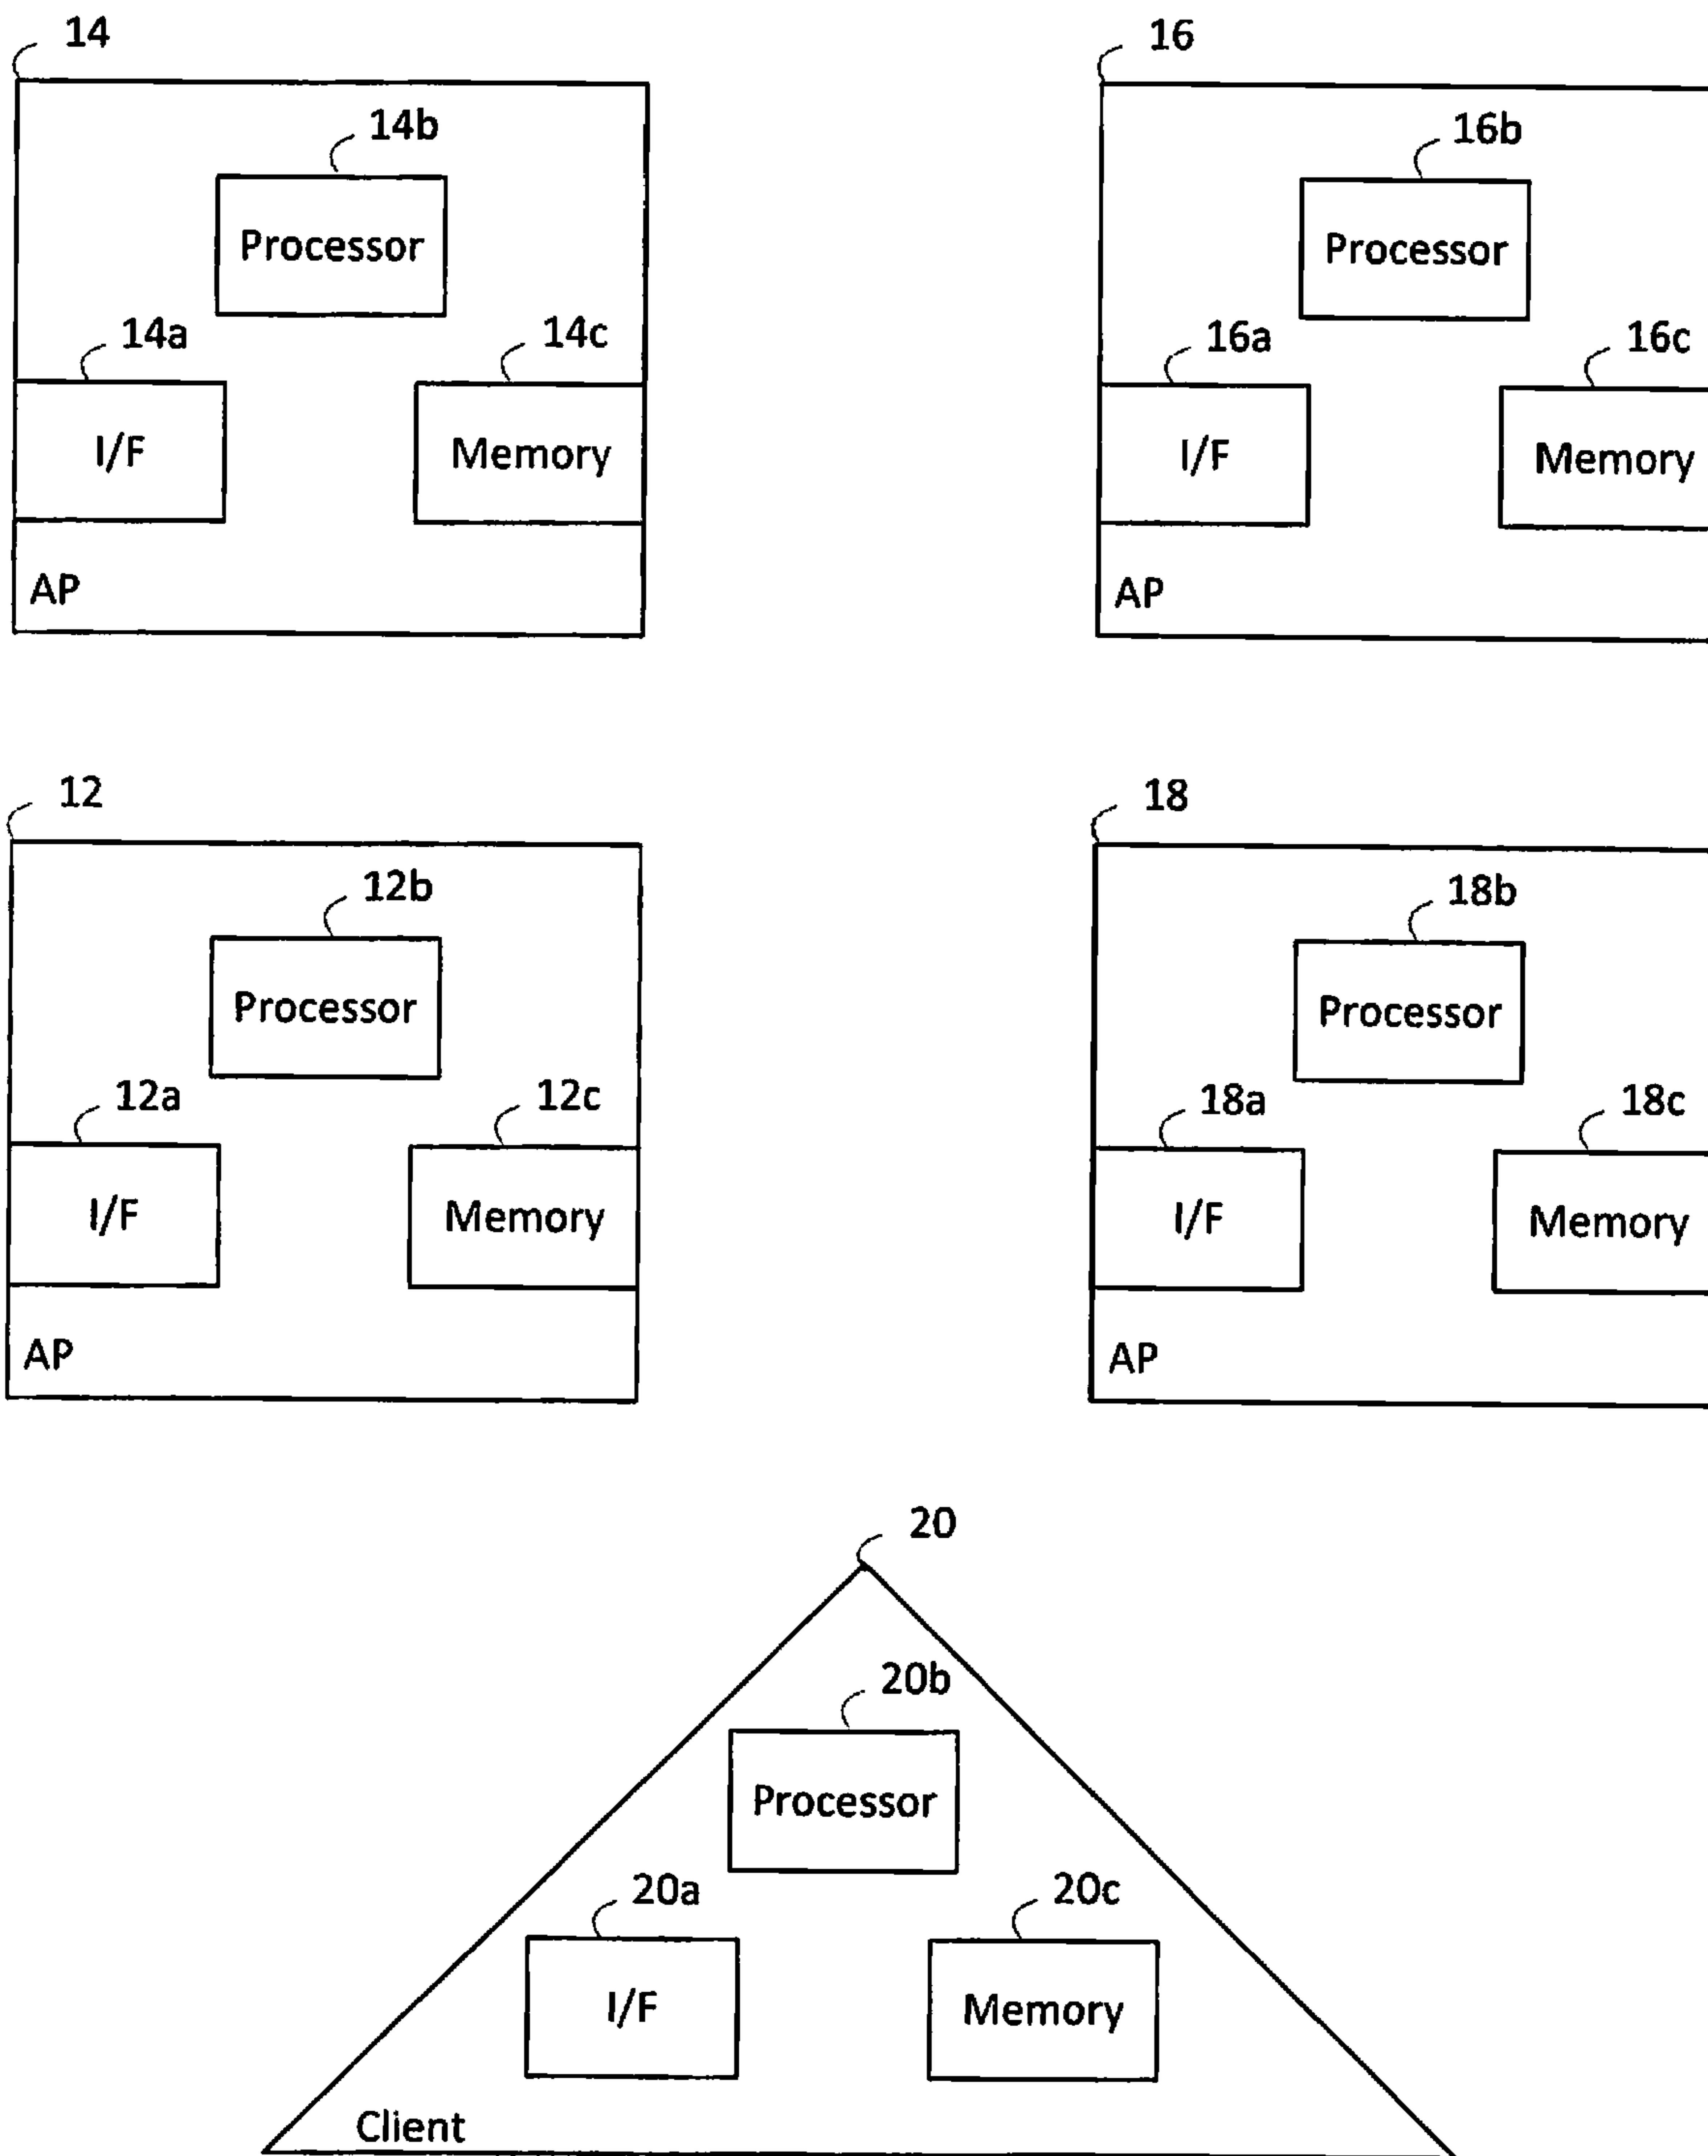 14
14b
Processor
14a
14c
I/F
Memory
AP
16
16b
Processor
16a
16c
I/F
Memory
AP
12
12b
Processor
12a
12c
I/F
Memory
AP
18
18b
Processor
18a
18c
I/F
Memory
AP
20
20b
Processor
20a
20c
I/F
Memory
Client